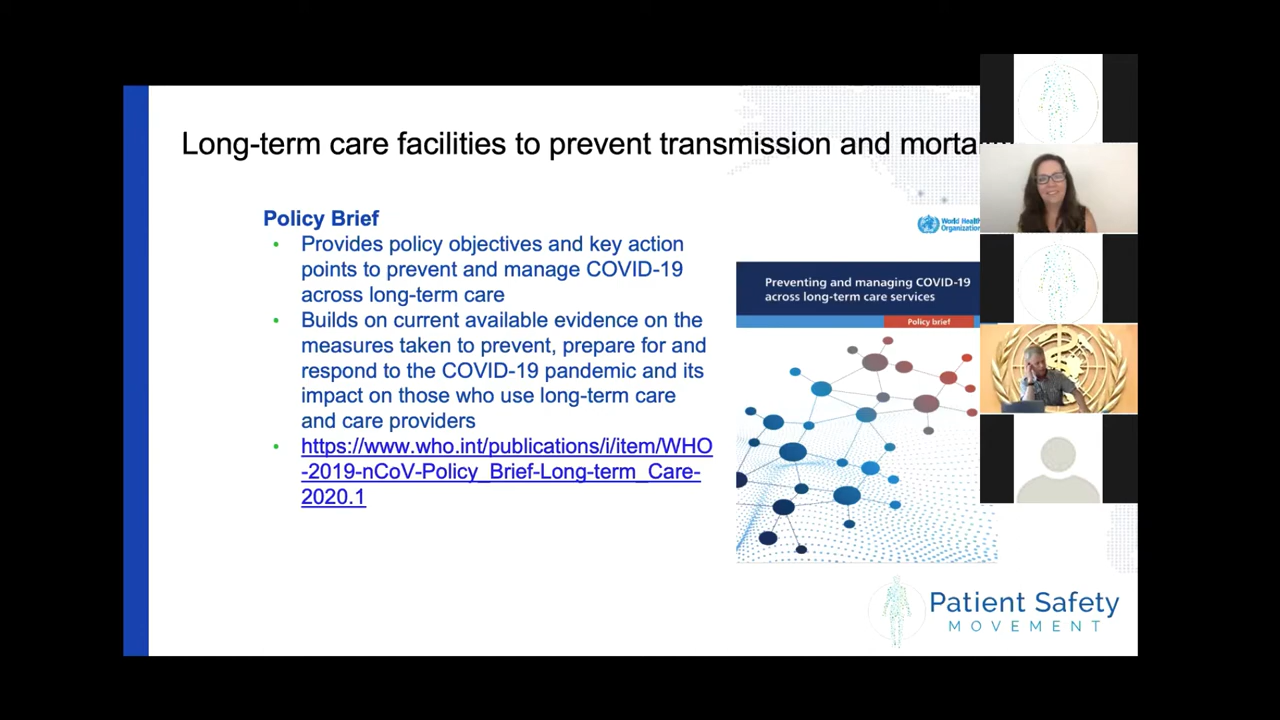 Long-term care facilities to prevent transmission and
Policy Brief
• Provides policy objectives and key action
points to prevent and manage COVID-19
across long-term care
• Builds on current available evidence on the
measures taken to prevent, prepare for and
respond to the COVID-19 pandemic and its
impact on those who use long-term care
and care providers
• https://www.who.int/publications/i/item/WHO
-2019-nCoV-Policy_Brief-Long-term_Care-
2020.1
World Health
Organization
Preventing and managing COVID-19
across long-term care services
Policy brief
Patient Safety
MOVEMENT